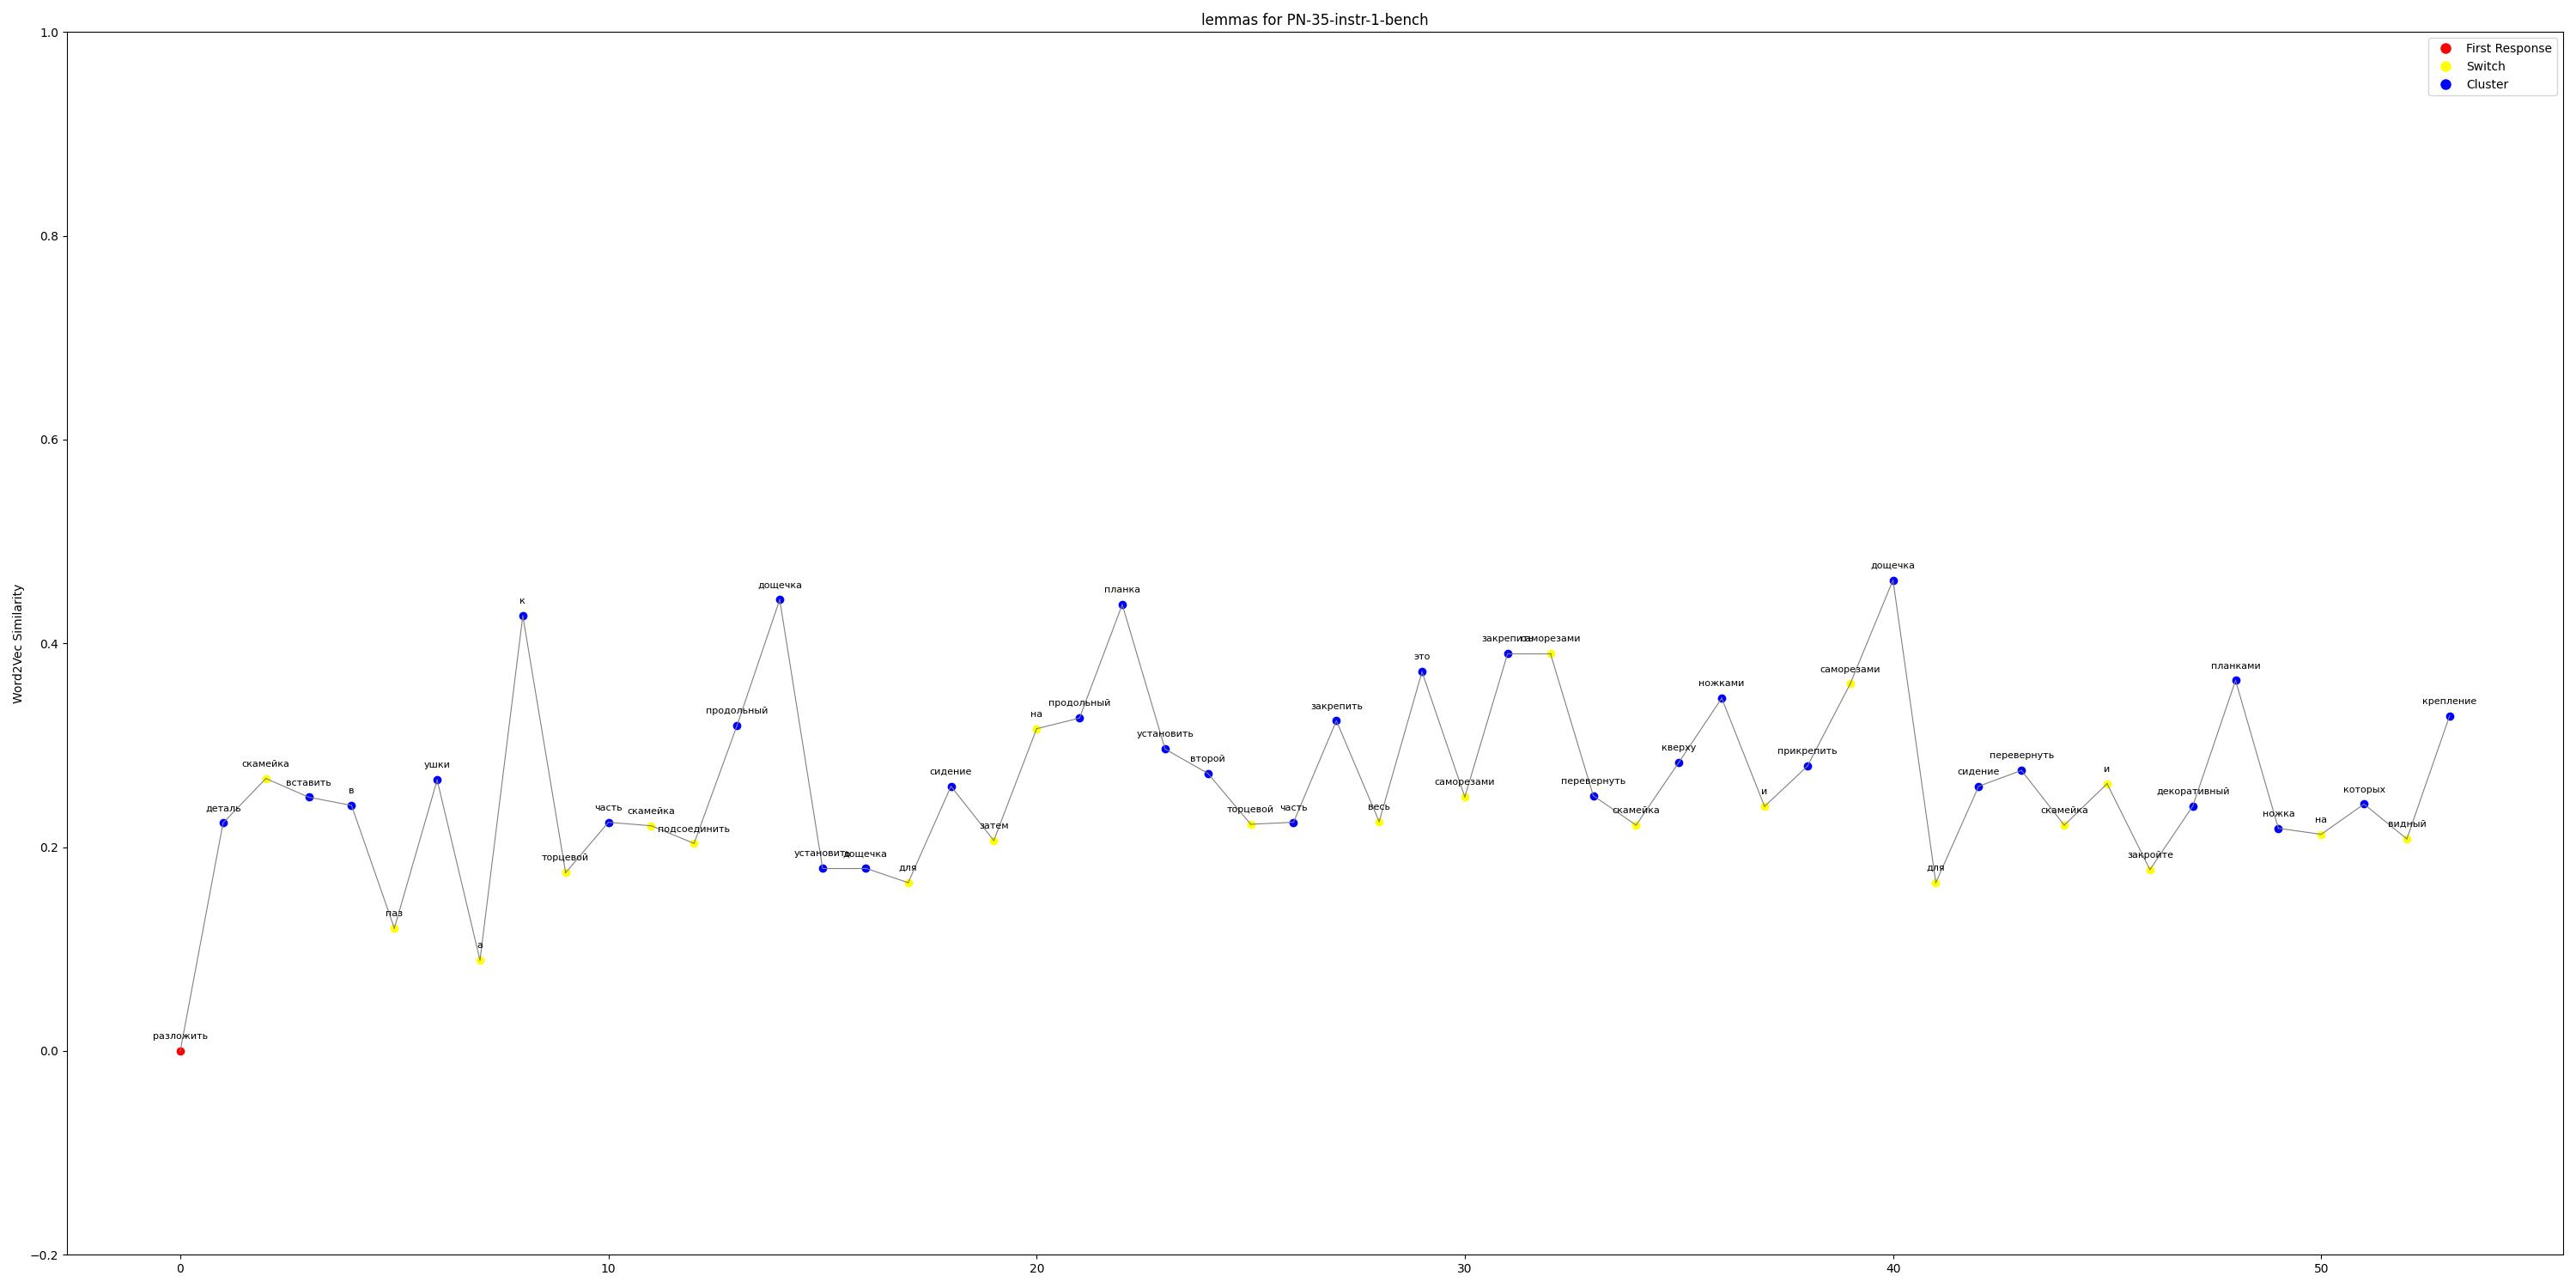 lemmas for PN-35-instr-1-bench
1.0
0.8
0.6
0.4
0.2
0.0
−0.2
Word2Vec Similarity
First Response
Switch
Cluster
разложить
деталь
скамейка
вставить
в
паз
ушки
а
к
торцевой
часть
скамейка
подсоединить
продольный
дощечка
установить
дощечка
для
сидение
затем
на
продольный
планка
установить
второй
торцевой
часть
закрепить
весь
это
саморезами
закрепить
саморезами
перевернуть
скамейка
кверху
ножками
и
прикрепить
саморезами
дощечка
для
сидение
перевернуть
скамейка
и
закройте
декоративный
планками
ножка
на
которых
видный
крепление
0
10
20
30
40
50